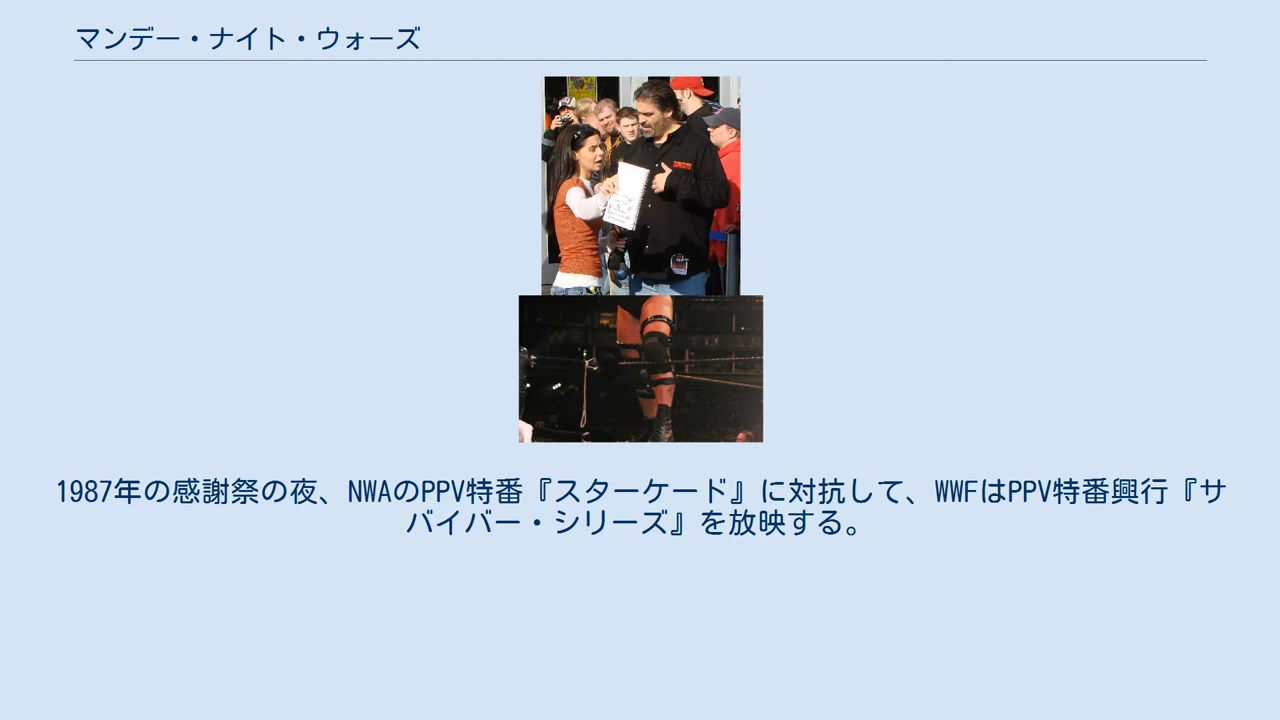 マンデー・ナイト・ウォーズ
1987年の感謝祭の夜、NWAのPPV特番『スターケード』に対抗して、WWFはPPV特番興行『サ
バイバー・シリーズ』を放映する。